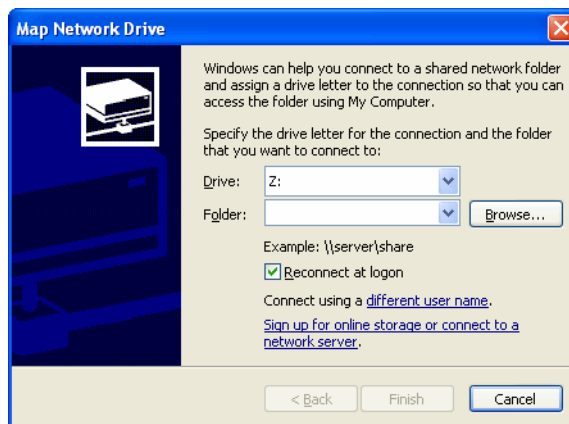 Map Network Drive
Windows can help you connect to a shared network folder
and assign a drive letter to the connection so that you can
access the folder using My Computer.
Specify the drive letter for the connection and the folder
that you want to connect to:
Drive: Z:
Folder: Browse...
Example: \\server\share
Reconnect at logon
Connect using a different user name.
Sign up for online storage or connect to a
network server.
< Back Finish Cancel